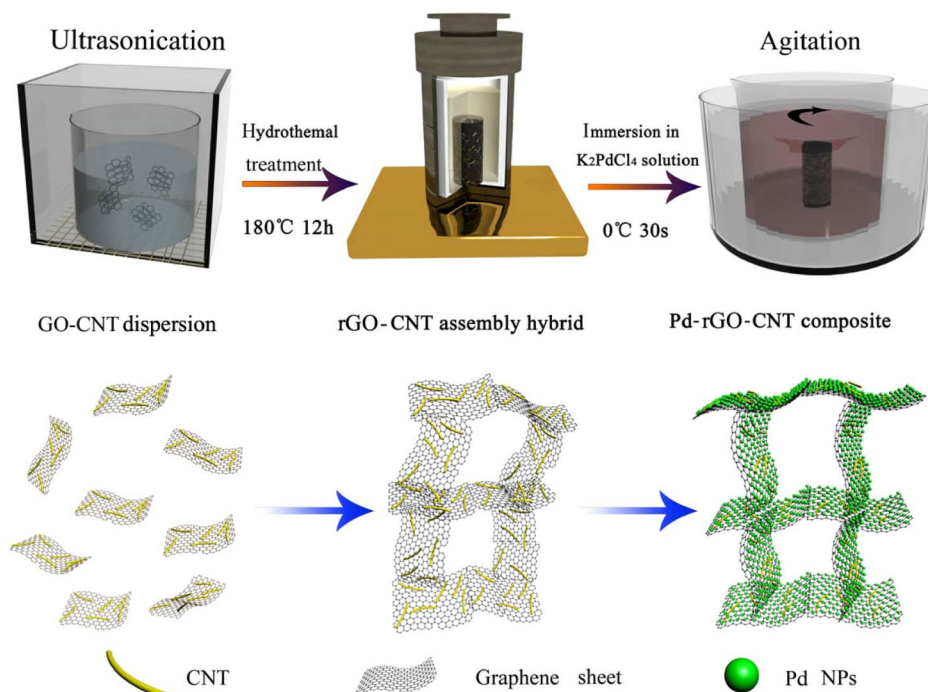 Ultrasonication
Agitation
Hydrothemal
treatment
180℃ 12h
Immersion in
K₂PdCl₄ solution
0℃ 30s
GO-CNT dispersion
rGO-CNT assembly hybrid
Pd-rGO-CNT composite
CNT
Graphene sheet
Pd NPs